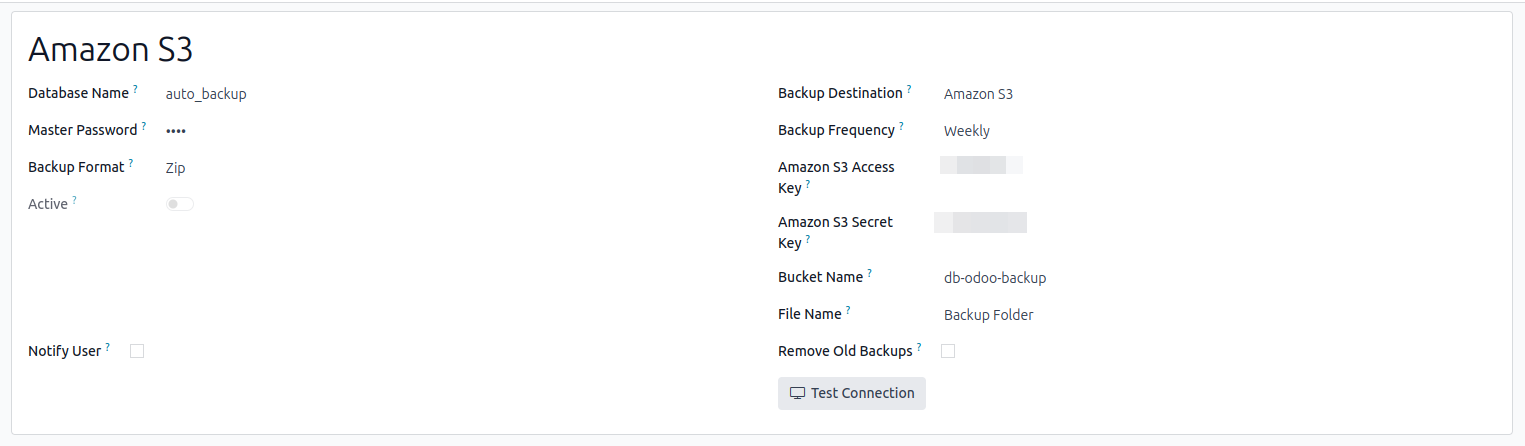 Amazon S3
Database Name ? auto_backup
Master Password ? ••••
Backup Format ? Zip
Active ?
Notify User ?
Backup Destination ? Amazon S3
Backup Frequency ? Weekly
Amazon S3 Access
Key ?
Amazon S3 Secret
Key ?
Bucket Name ? db-odoo-backup
File Name ? Backup Folder
Remove Old Backups ?
Test Connection